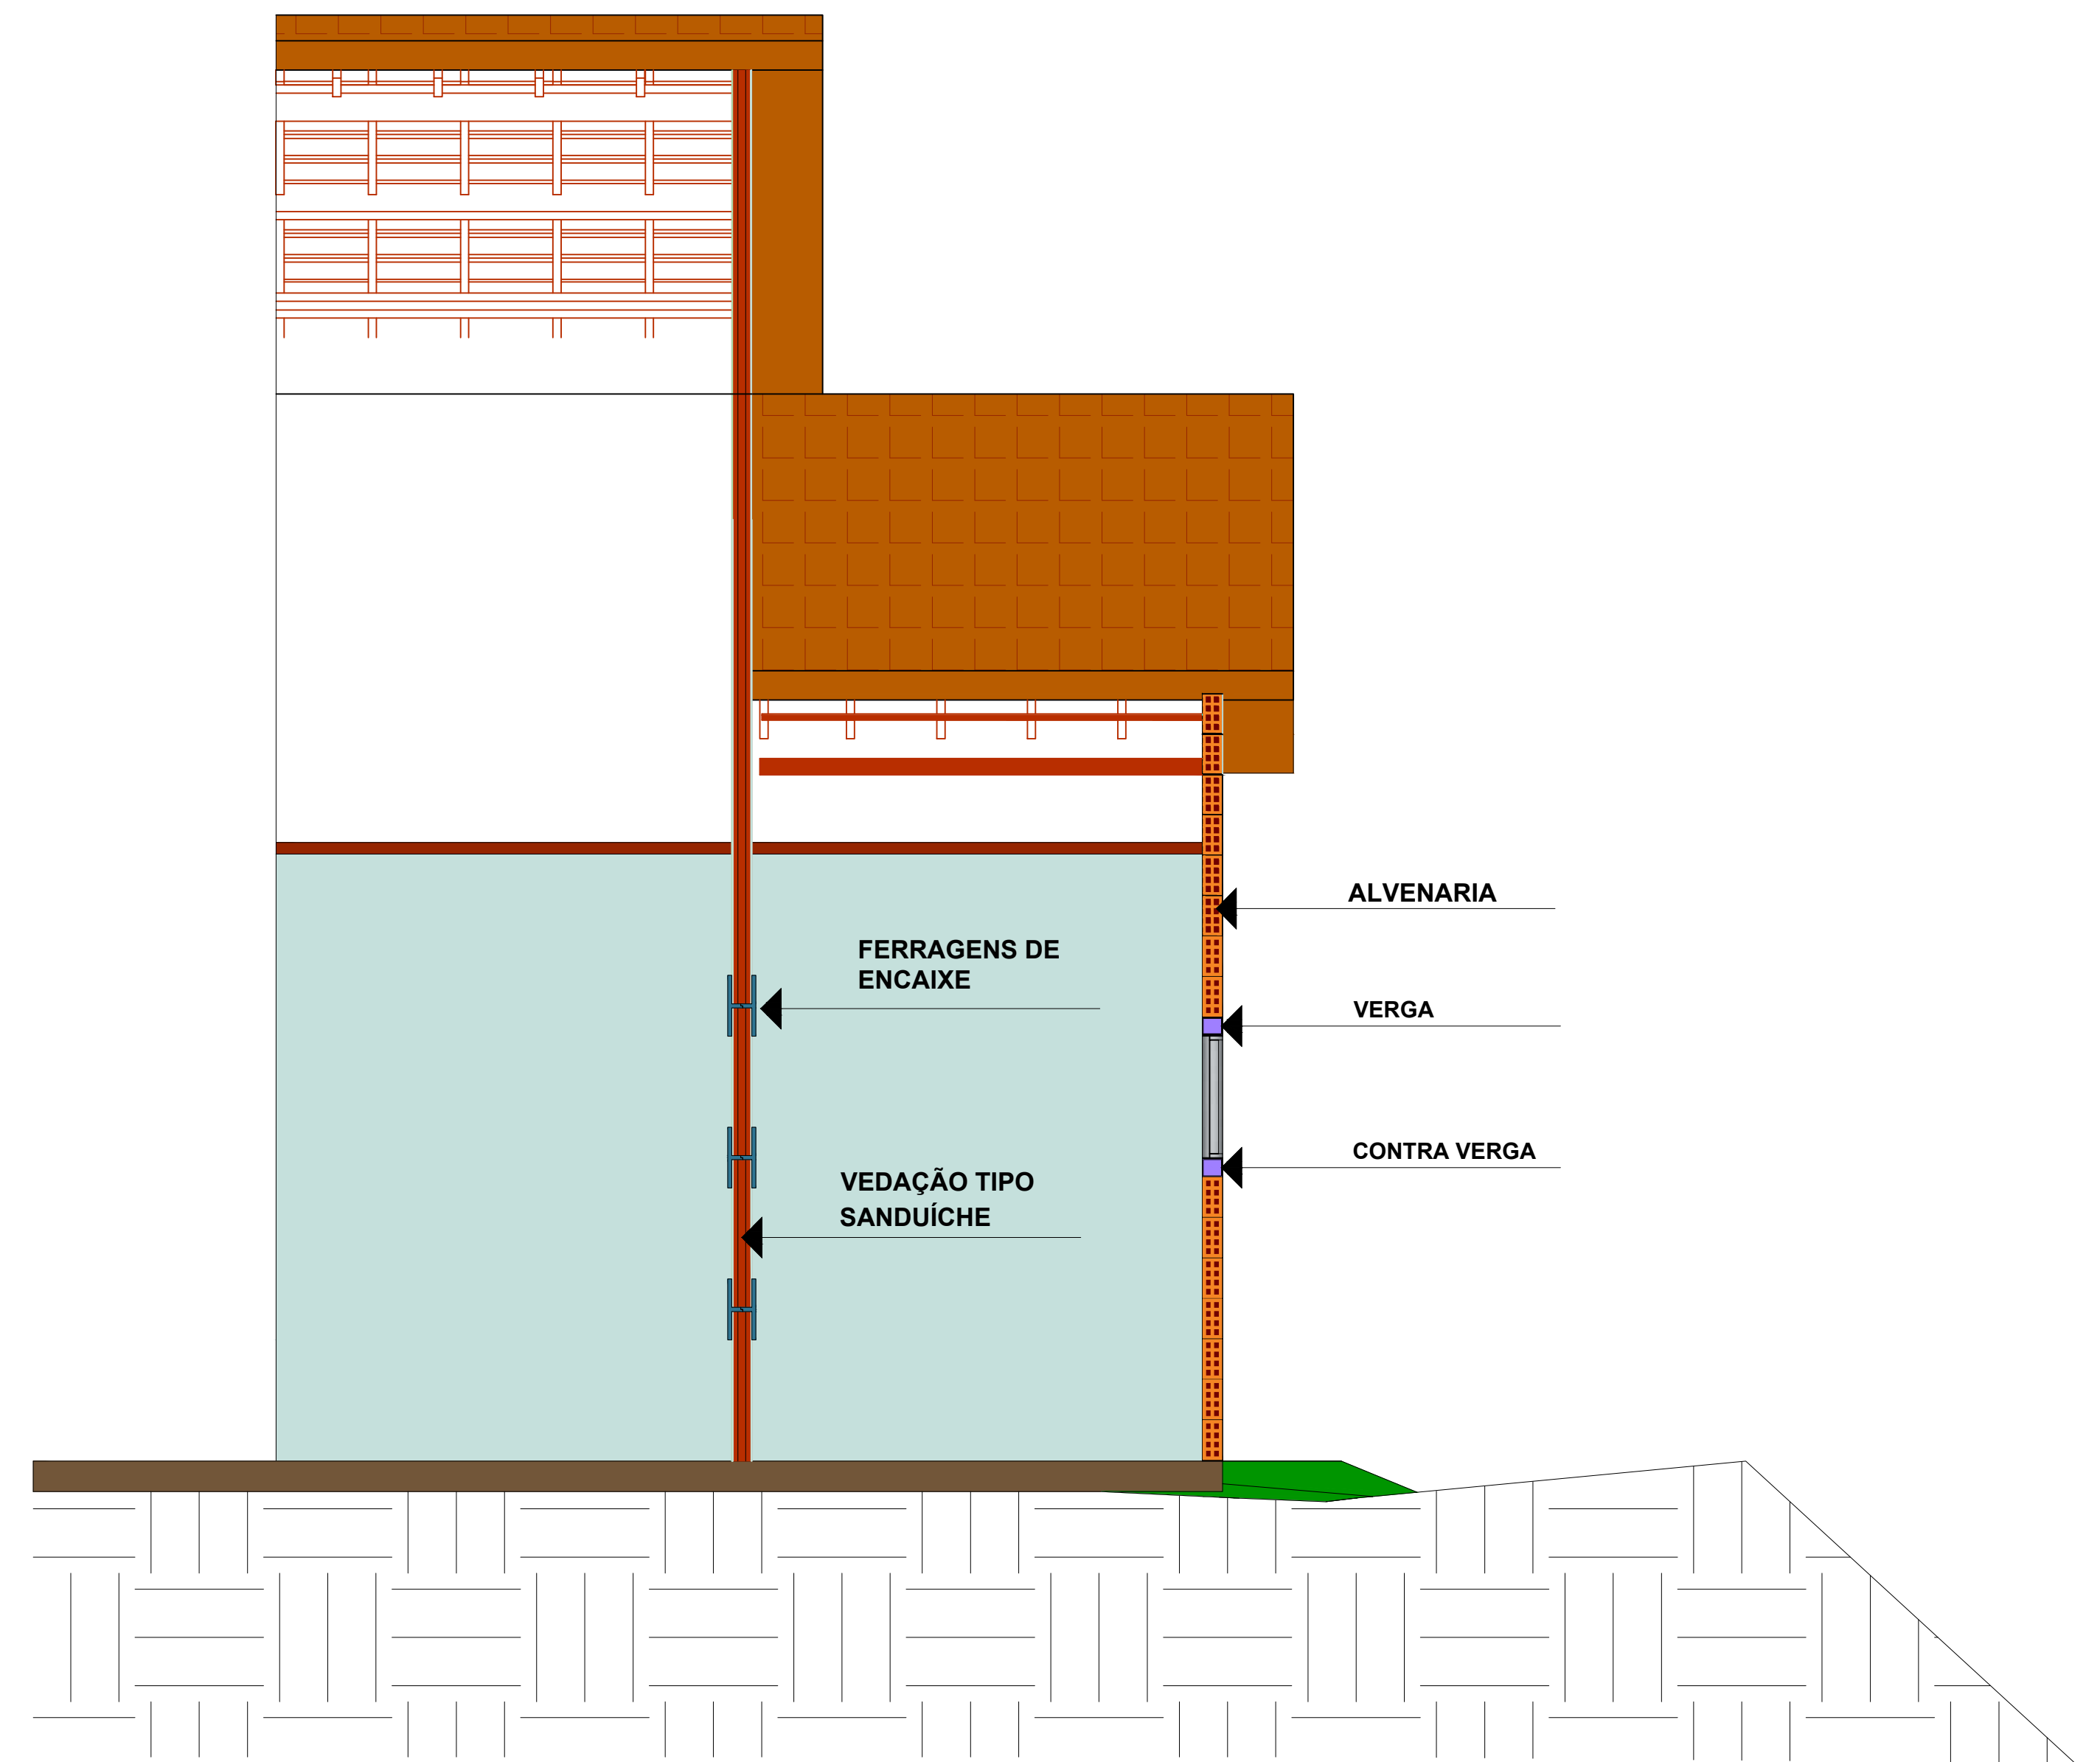 ALVENARIA
FERRAGENS DE
ENCAIXE
VERGA
CONTRA VERGA
VEDAÇÃO TIPO
SANDUÍCHE